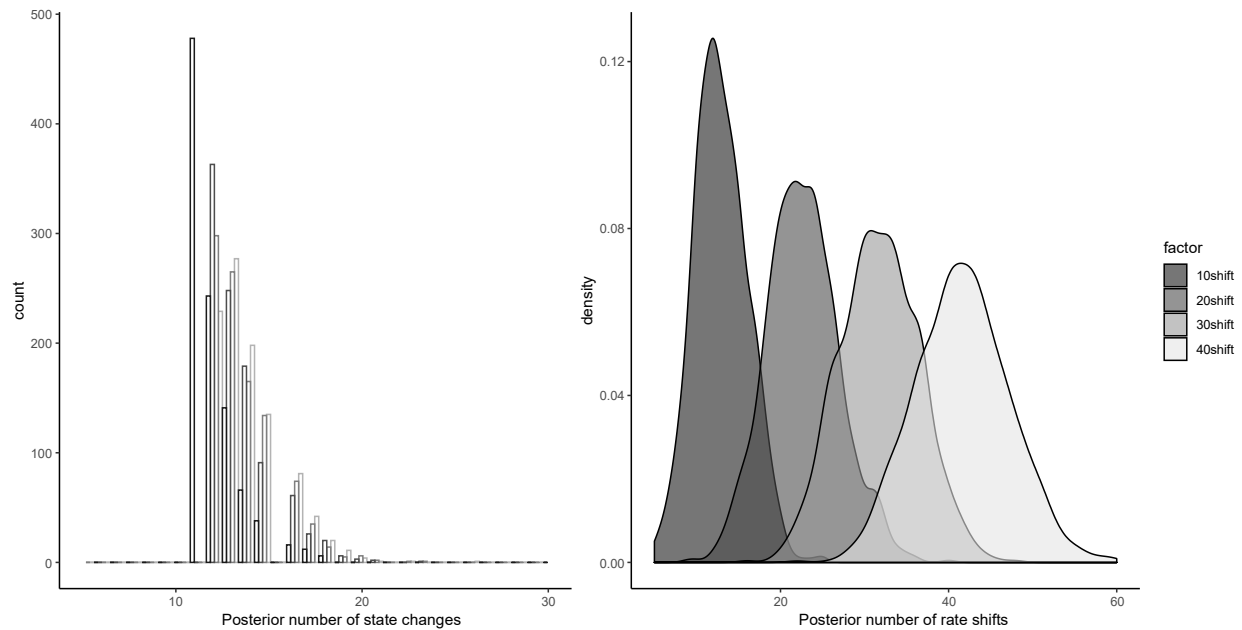 500
400
300
200
100
0
count
10
20
30
Posterior number of state changes
0.12
0.08
0.04
0.00
density
20
40
60
Posterior number of rate shifts
factor
10shift
20shift
30shift
40shift